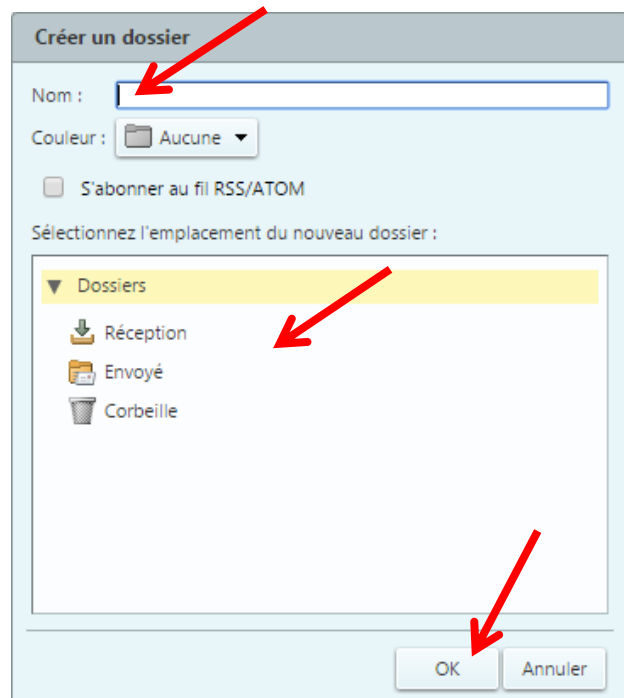 Créer un dossier
Nom :
Couleur : Aucune
S'abonner au fil RSS/ATOM
Sélectionnez l'emplacement du nouveau dossier :
Dossiers
Réception
Envoyé
Corbeille
OK Annuler